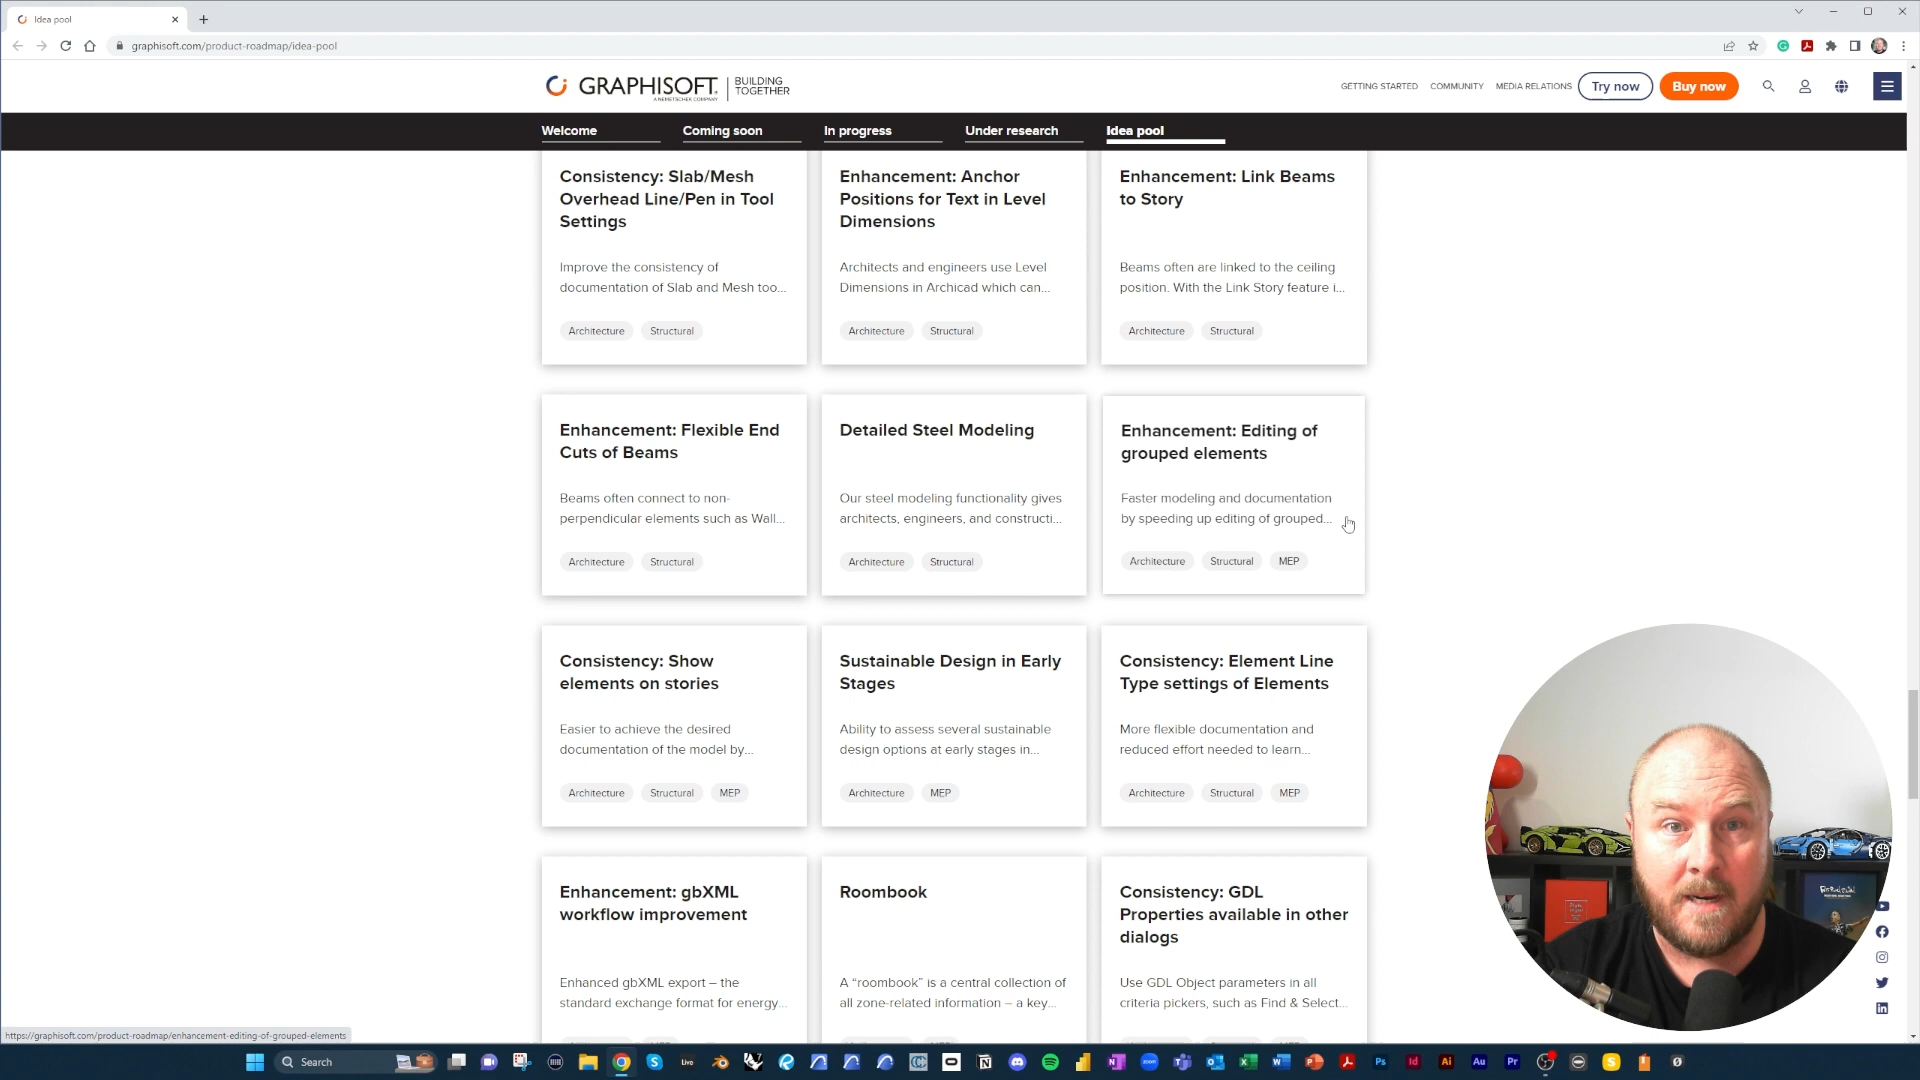 Idea pool
graphisoft.com/product-roadmap/idea-pool
GRAPHISOFT
A NEMETSCHEK COMPANY
BUILDING
TOGETHER
GETTING STARTED
COMMUNITY
MEDIA RELATIONS
Try now
Buy now
Welcome
Coming soon
In progress
Under research
Idea pool
Consistency: Slab/Mesh
Overhead Line/Pen in Tool
Settings
Improve the consistency of
documentation of Slab and Mesh too...
Architecture
Structural
Enhancement: Anchor
Positions for Text in Level
Dimensions
Architects and engineers use Level
Dimensions in Archicad which can...
Architecture
Structural
Enhancement: Link Beams
to Story
Beams often are linked to the ceiling
position. With the Link Story feature i...
Architecture
Structural
Enhancement: Flexible End
Cuts of Beams
Beams often connect to non-
perpendicular elements such as Wall...
Architecture
Structural
Detailed Steel Modeling
Our steel modeling functionality gives
architects, engineers, and constructi...
Architecture
Structural
Enhancement: Editing of
grouped elements
Faster modeling and documentation
by speeding up editing of grouped...
Architecture
Structural
MEP
Consistency: Show
elements on stories
Easier to achieve the desired
documentation of the model by...
Architecture
Structural
MEP
Sustainable Design in Early
Stages
Ability to assess several sustainable
design options at early stages in...
Architecture
MEP
Consistency: Element Line
Type settings of Elements
More flexible documentation and
reduced effort needed to learn...
Architecture
Structural
MEP
Enhancement: gbXML
workflow improvement
Enhanced gbXML export – the
standard exchange format for energy...
Roombook
A “roombook” is a central collection of
all zone-related information – a key...
Consistency: GDL
Properties available in other
dialogs
Use GDL Object parameters in all
criteria pickers, such as Find & Select...
https://graphisoft.com/product-roadmap/enhancement-editing-of-grouped-elements
Search